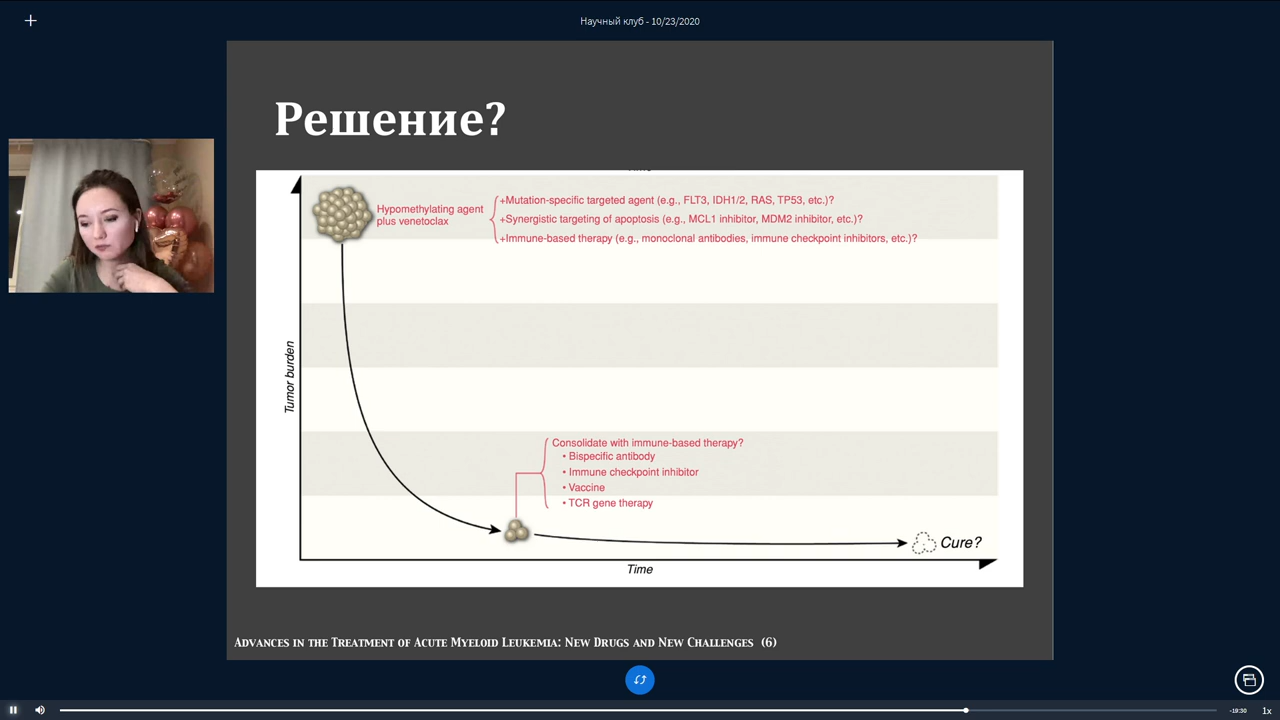 Научный клуб - 10/23/2020
Решение?
Hypomethylating agent
plus venetoclax
+Mutation-specific targeted agent (e.g., FLT3, IDH1/2, RAS, TP53, etc.)?
+Synergistic targeting of apoptosis (e.g., MCL1 inhibitor, MDM2 inhibitor, etc.)?
+Immune-based therapy (e.g., monoclonal antibodies, immune checkpoint inhibitors, etc.)?
Tumor burden
Consolidate with immune-based therapy?
• Bispecific antibody
• Immune checkpoint inhibitor
• Vaccine
• TCR gene therapy
Cure?
Time
Advances in the Treatment of Acute Myeloid Leukemia: New Drugs and New Challenges (6)
-19:30
1x